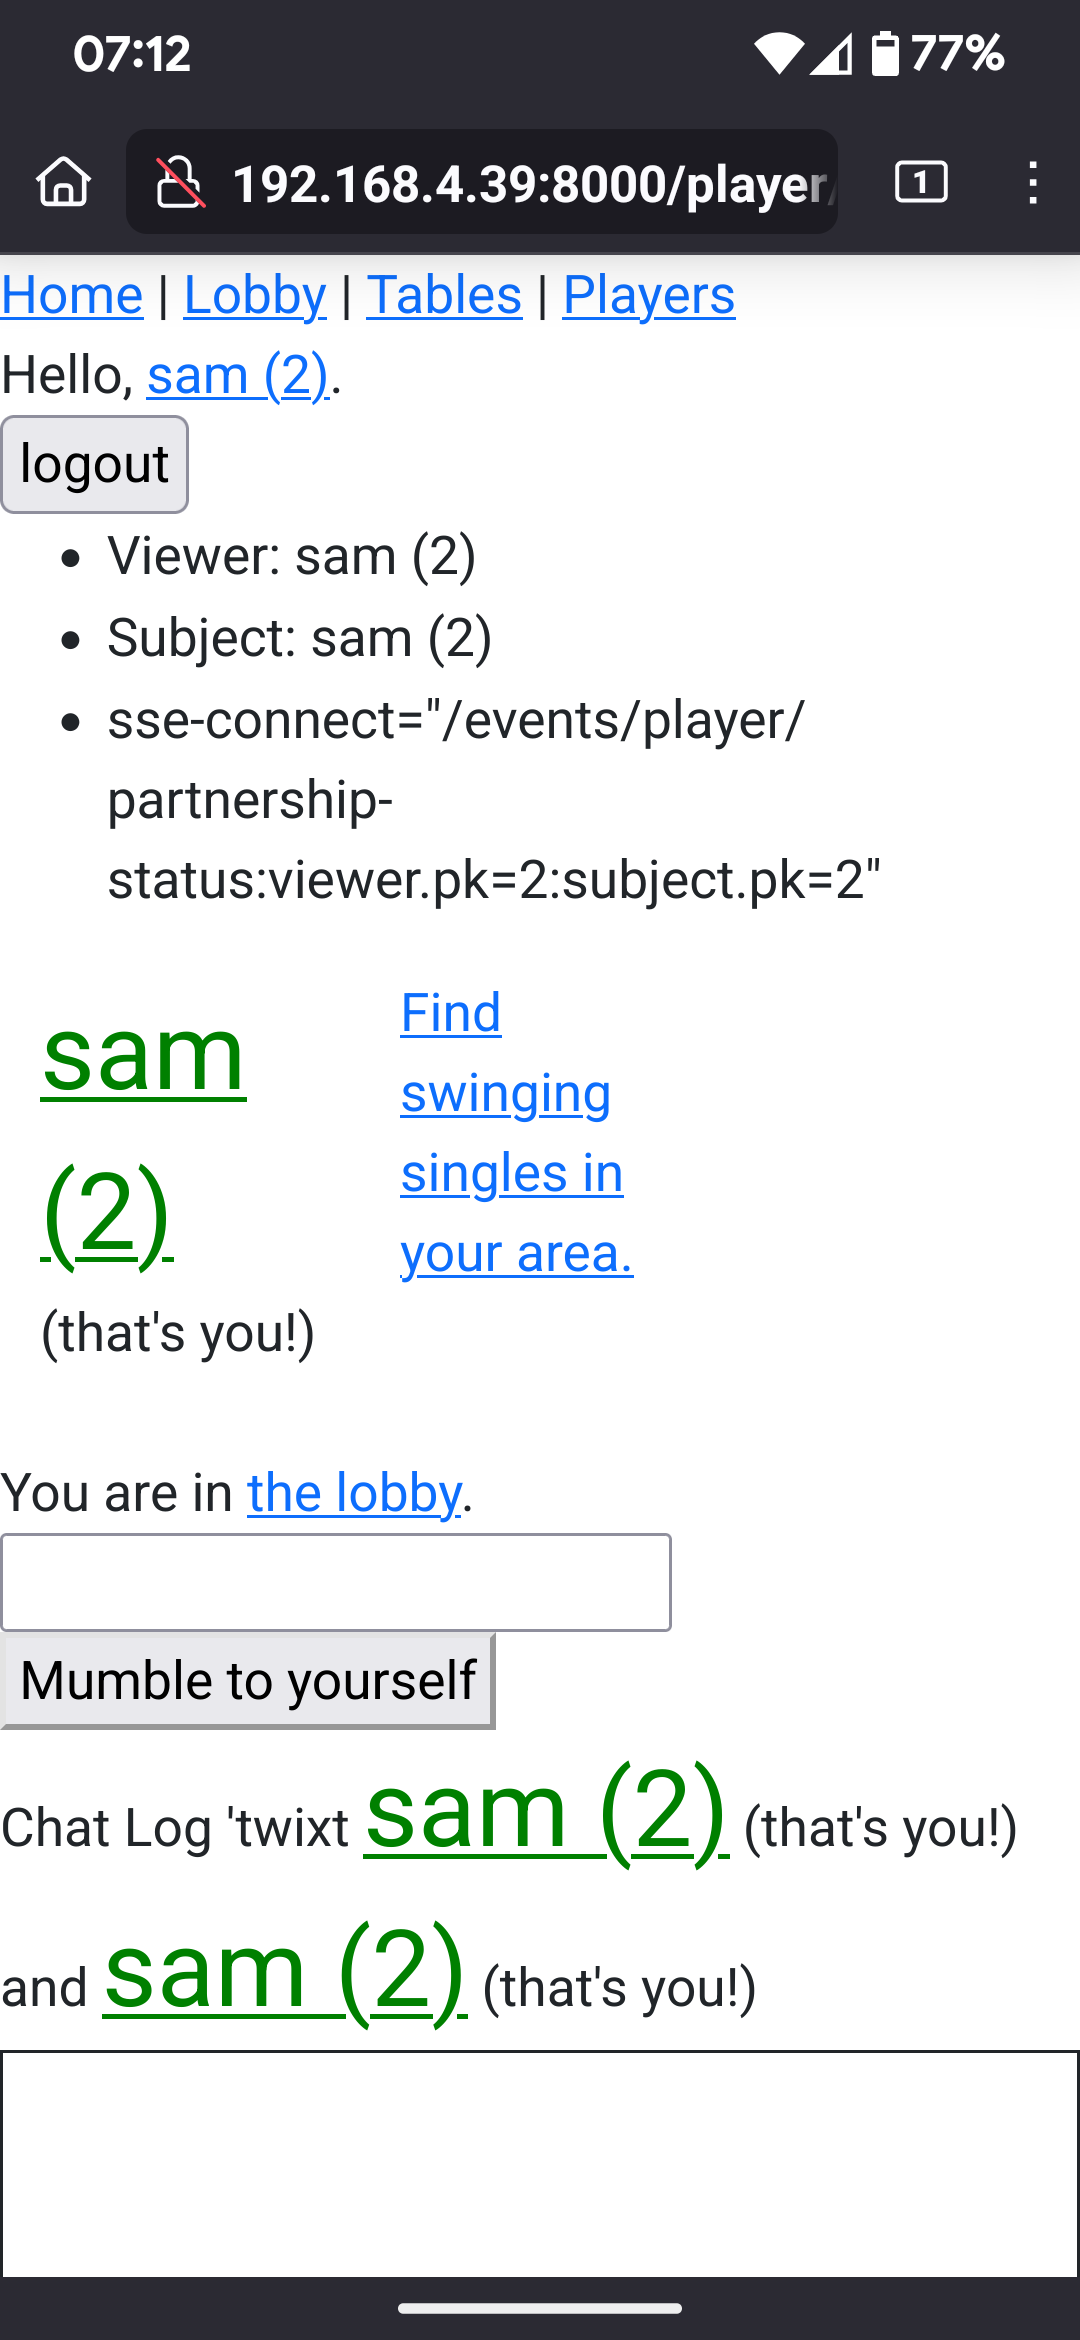 07:12 77%
192.168.4.39:8000/player/ 1
Home | Lobby | Tables | Players
Hello, sam (2).
logout
• Viewer: sam (2)
• Subject: sam (2)
• sse-connect="/events/player/
partnership-
status:viewer.pk=2:subject.pk=2"
sam
(2)
(that's you!)
Find
swinging
singles in
your area.
You are in the lobby.
Mumble to yourself
Chat Log 'twixt sam (2) (that's you!)
and sam (2) (that's you!)